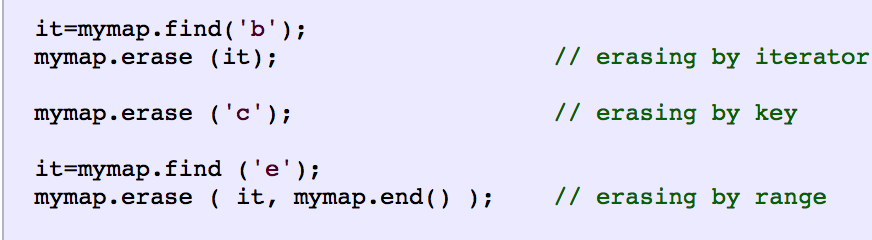 it=mymap.find('b');
mymap.erase (it);                   // erasing by iterator
mymap.erase ('c');                  // erasing by key
it=mymap.find ('e');
mymap.erase ( it, mymap.end() );    // erasing by range